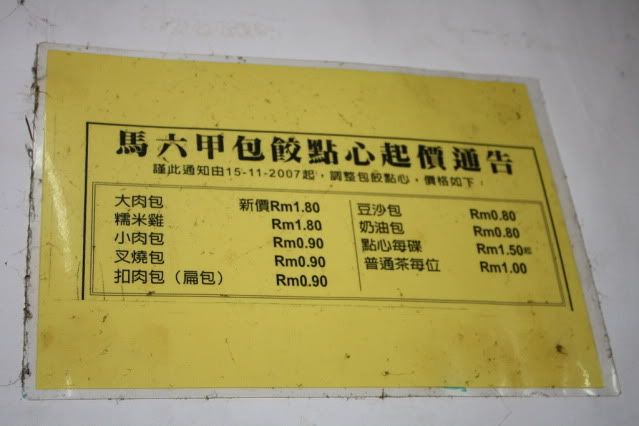 馬六甲包餃點心起價通告
謹此通知由15-11-2007起，調整包餃點心，價格如下：
大肉包 新價Rm1.80
糯米雞 Rm1.80
小肉包 Rm0.90
叉燒包 Rm0.90
扣肉包（扁包） Rm0.90
豆沙包 Rm0.80
奶油包 Rm0.80
點心每碟 Rm1.50起
普通茶每位 Rm1.00